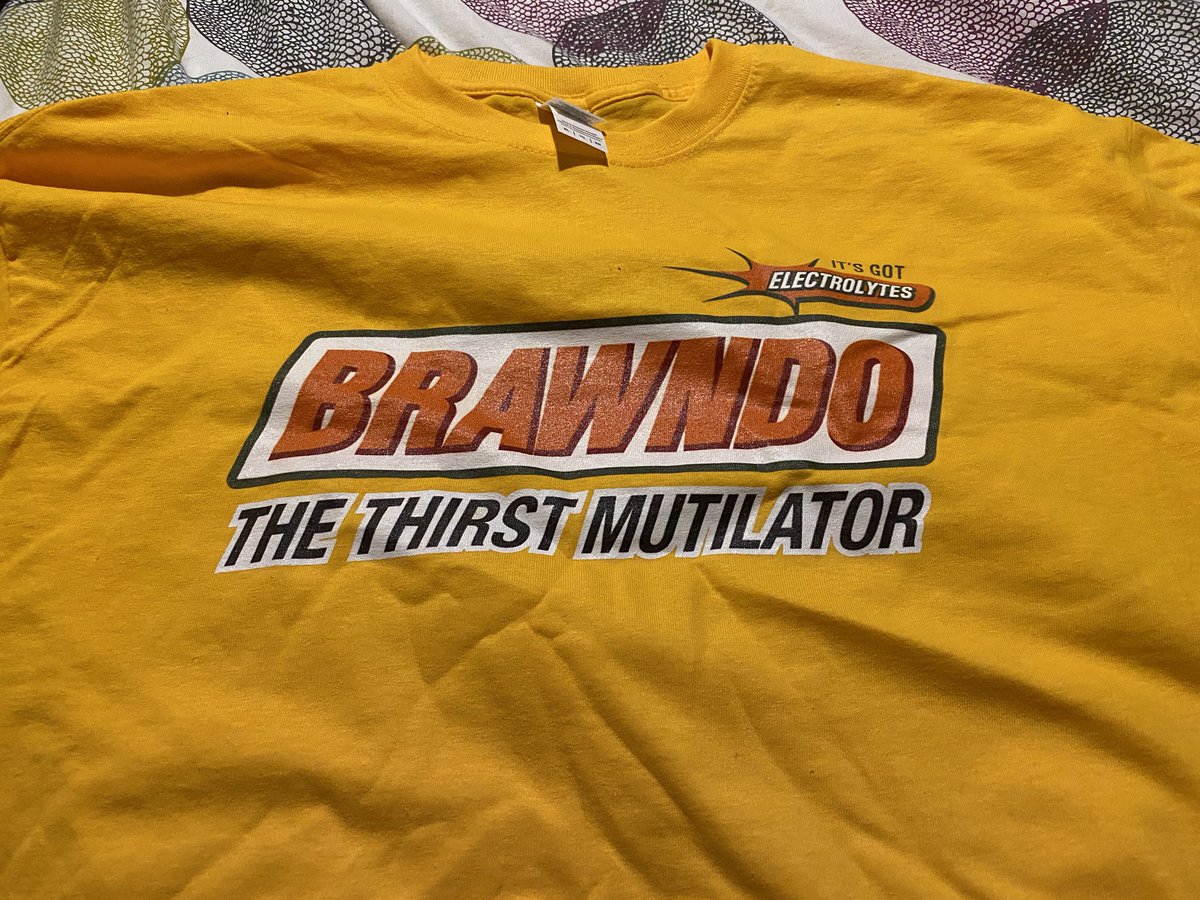 IT'S GOT
ELECTROLYTES
BRAWNDO
THE THIRST MUTILATOR